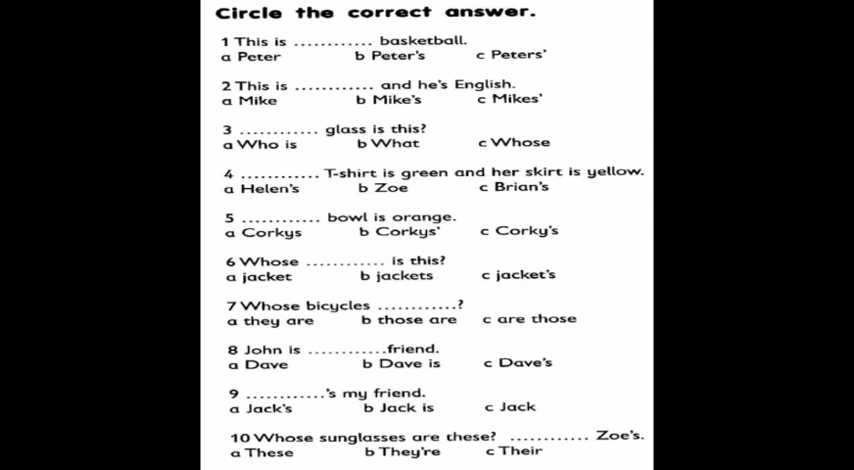 Circle the correct answer.
1 This is ............ basketball.
a Peter b Peter's c Peters'
2 This is ............ and he's English.
a Mike b Mike's c Mikes'
3 ............ glass is this?
a Who is b What c Whose
4 ............ T-shirt is green and her skirt is yellow.
a Helen's b Zoe c Brian's
5 ............ bowl is orange.
a Corkys b Corkys' c Corky's
6 Whose ............ is this?
a jacket b jackets c jacket's
7 Whose bicycles ............?
a they are b those are c are those
8 John is ............friend.
a Dave b Dave is c Dave's
9 ............'s my friend.
a Jack's b Jack is c Jack
10 Whose sunglasses are these? ............ Zoe's.
a These b They're c Their